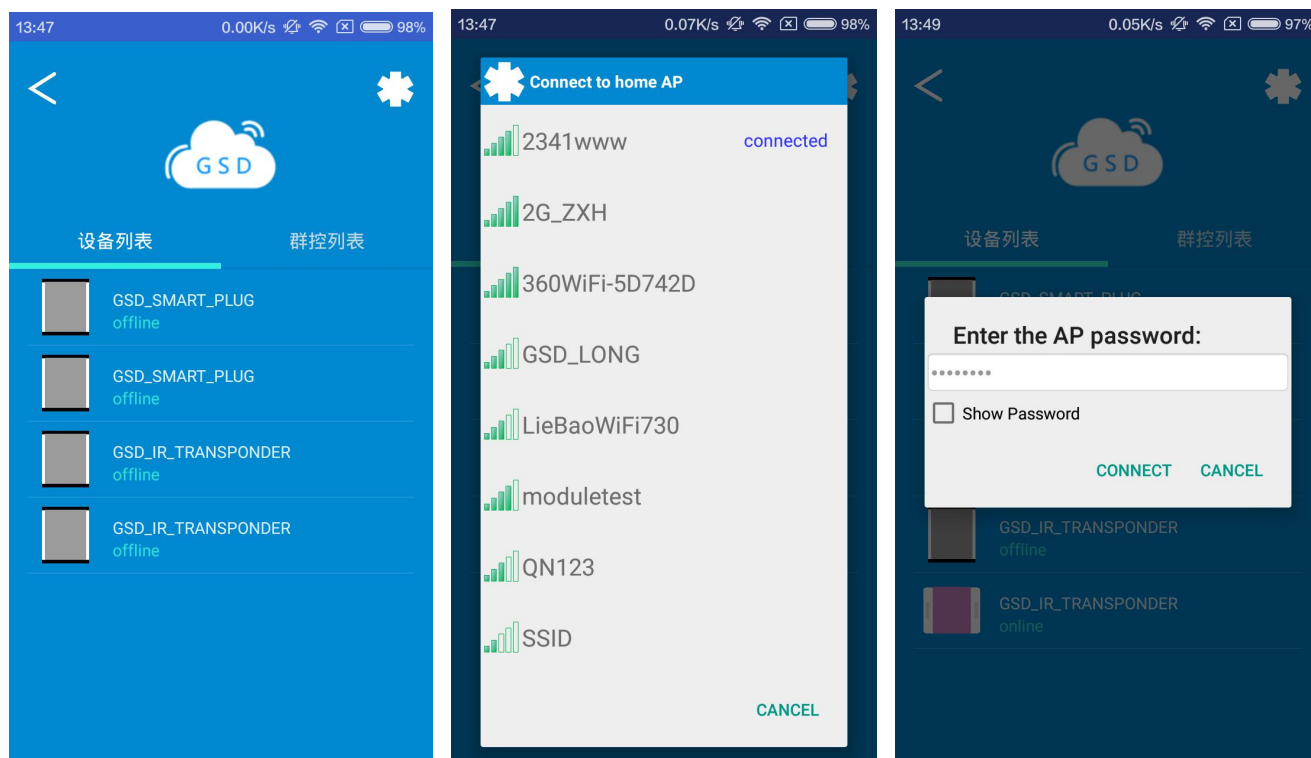 13:47 0.00K/s 98%
GSD
设备列表 群控列表
GSD_SMART_PLUG
offline
GSD_SMART_PLUG
offline
GSD_IR_TRANSPONDER
offline
GSD_IR_TRANSPONDER
offline
13:47 0.07K/s 98%
Connect to home AP
2341www connected
2G_ZXH
360WiFi-5D742D
GSD_LONG
LieBaoWiFi730
moduletest
QN123
SSID
CANCEL
13:49 0.05K/s 97%
GSD
设备列表 群控列表
GSD_SMART_PLUG
Enter the AP password:
••••••••
Show Password
CONNECT CANCEL
GSD_IR_TRANSPONDER
offline
GSD_IR_TRANSPONDER
online